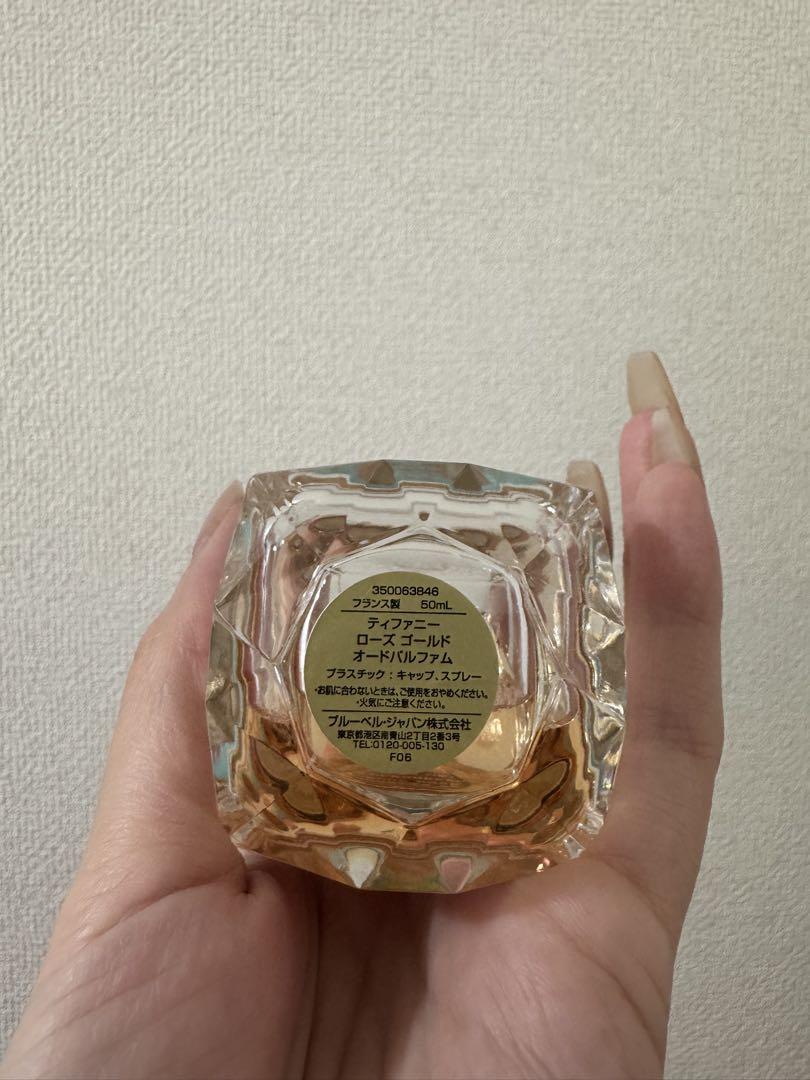 350063846
フランス製 50mL
ティファニー
ローズ ゴールド
オードパルファム
プラスチック：キャップ、スプレー
・お肌に合わないときは、ご使用をおやめください。
・火気にご注意ください。
ブルーベル・ジャパン株式会社
東京都港区南青山2丁目2番3号
TEL:0120-005-130
F06